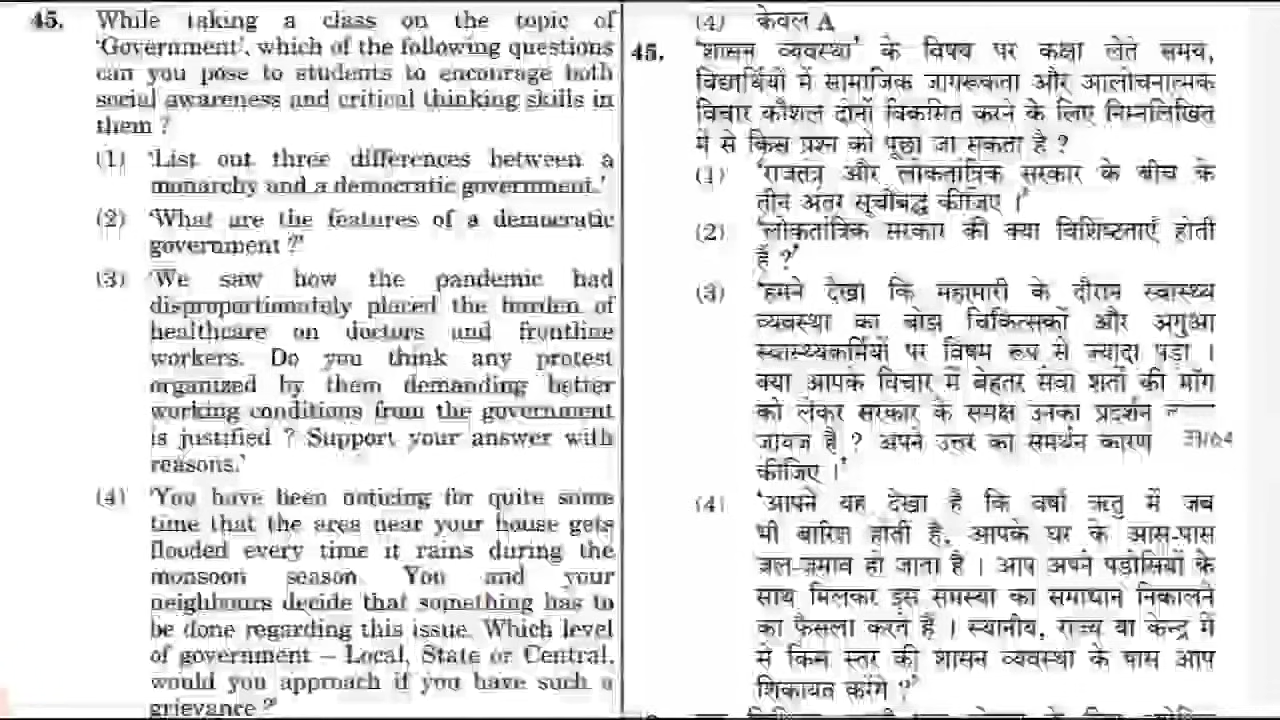 45. While taking a class on the topic of
'Government', which of the following questions
can you pose to students to encourage both
social awareness and critical thinking skills in
them ?
(1) 'List out three differences between a
monarchy and a democratic government.'
(2) 'What are the features of a democratic
government ?'
(3) 'We saw how the pandemic had
disproportionately placed the burden of
healthcare on doctors and frontline
workers. Do you think any protest
organized by them demanding better
working conditions from the government
is justified ? Support your answer with
reasons.'
(4) 'You have been noticing for quite some
time that the area near your house gets
flooded every time it rains during the
monsoon season. You and your
neighbours decide that something has to
be done regarding this issue. Which level
of government – Local, State or Central,
would you approach if you have such a
grievance ?'
(4) केवल A
45. 'शासन व्यवस्था' के विषय पर कक्षा लेते समय,
विद्यार्थियों में सामाजिक जागरूकता और आलोचनात्मक
विचार कौशल दोनों विकसित करने के लिए निम्नलिखित
में से किस प्रश्न को पूछा जा सकता है ?
(1) 'राजतंत्र और लोकतांत्रिक सरकार के बीच के
तीन अंतर सूचीबद्ध कीजिए ।'
(2) 'लोकतांत्रिक सरकार की क्या विशिष्टताएँ होती
हैं ?'
(3) 'हमने देखा कि महामारी के दौरान स्वास्थ्य
व्यवस्था का बोझ चिकित्सकों और अगुआ
स्वास्थ्यकर्मियों पर विषम रूप से ज्यादा पड़ा ।
क्या आपके विचार में बेहतर सेवा शर्तों की माँग
को लेकर सरकार के समक्ष उनका प्रदर्शन
जायज है ? अपने उत्तर का समर्थन कारण
कीजिए ।'
(4) 'आपने यह देखा है कि वर्षा ऋतु में जब
भी बारिश होती है, आपके घर के आस-पास
जल-जमाव हो जाता है । आप अपने पड़ोसियों के
साथ मिलकर इस समस्या का समाधान निकालने
का फैसला करते हैं । स्थानीय, राज्य या केन्द्र में
से किस स्तर की शासन व्यवस्था के पास आप
शिकायत करेंगे ?'